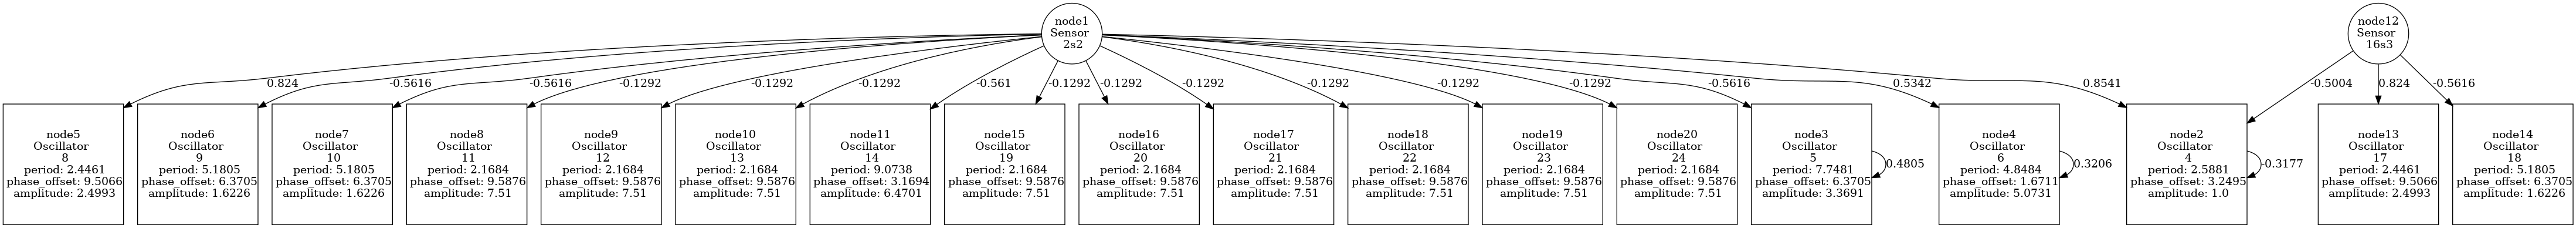 node1
Sensor
2s2
node12
Sensor
16s3
0.824
-0.5616
-0.5616
-0.1292
-0.1292
-0.1292
-0.561
-0.1292
-0.1292
-0.1292
-0.1292
-0.1292
-0.1292
-0.5616
0.5342
0.8541
-0.5004
0.824
-0.5616
node5
Oscillator
8
period: 2.4461
phase_offset: 9.5066
amplitude: 2.4993
node6
Oscillator
9
period: 5.1805
phase_offset: 6.3705
amplitude: 1.6226
node7
Oscillator
10
period: 5.1805
phase_offset: 6.3705
amplitude: 1.6226
node8
Oscillator
11
period: 2.1684
phase_offset: 9.5876
amplitude: 7.51
node9
Oscillator
12
period: 2.1684
phase_offset: 9.5876
amplitude: 7.51
node10
Oscillator
13
period: 2.1684
phase_offset: 9.5876
amplitude: 7.51
node11
Oscillator
14
period: 9.0738
phase_offset: 3.1694
amplitude: 6.4701
node15
Oscillator
19
period: 2.1684
phase_offset: 9.5876
amplitude: 7.51
node16
Oscillator
20
period: 2.1684
phase_offset: 9.5876
amplitude: 7.51
node17
Oscillator
21
period: 2.1684
phase_offset: 9.5876
amplitude: 7.51
node18
Oscillator
22
period: 2.1684
phase_offset: 9.5876
amplitude: 7.51
node19
Oscillator
23
period: 2.1684
phase_offset: 9.5876
amplitude: 7.51
node20
Oscillator
24
period: 2.1684
phase_offset: 9.5876
amplitude: 7.51
node3
Oscillator
5
period: 7.7481
phase_offset: 6.3705
amplitude: 3.3691
0.4805
node4
Oscillator
6
period: 4.8484
phase_offset: 1.6711
amplitude: 5.0731
0.3206
node2
Oscillator
4
period: 2.5881
phase_offset: 3.2495
amplitude: 1.0
-0.3177
node13
Oscillator
17
period: 2.4461
phase_offset: 9.5066
amplitude: 2.4993
node14
Oscillator
18
period: 5.1805
phase_offset: 6.3705
amplitude: 1.6226